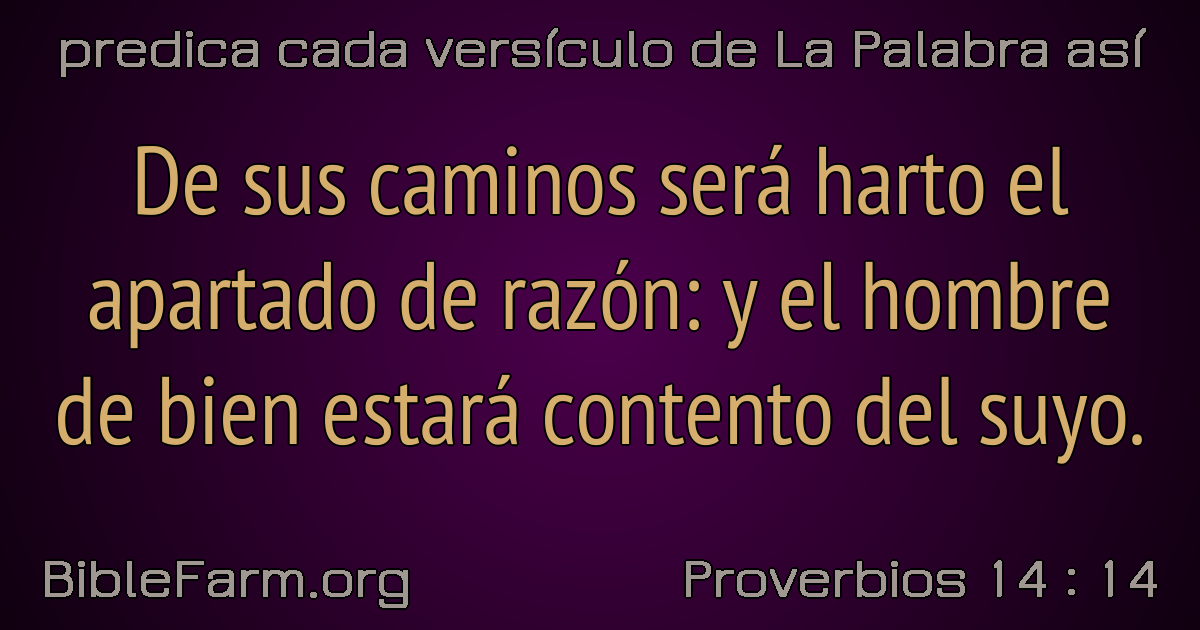 predica cada versículo de La Palabra así
De sus caminos será harto el
apartado de razón: y el hombre
de bien estará contento del suyo.
BibleFarm.org
Proverbios 14 : 14